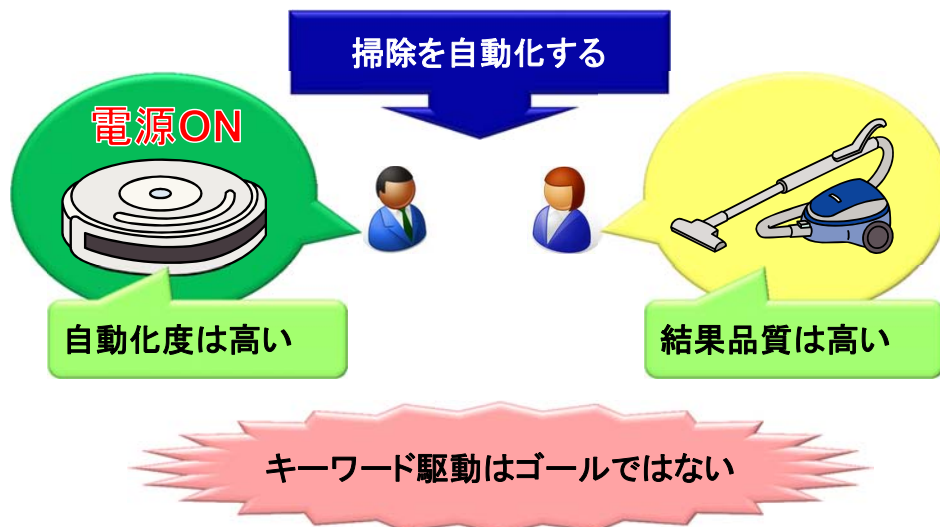 掃除を自動化する
電源ON
自動化度は高い
結果品質は高い
キーワード駆動はゴールではない